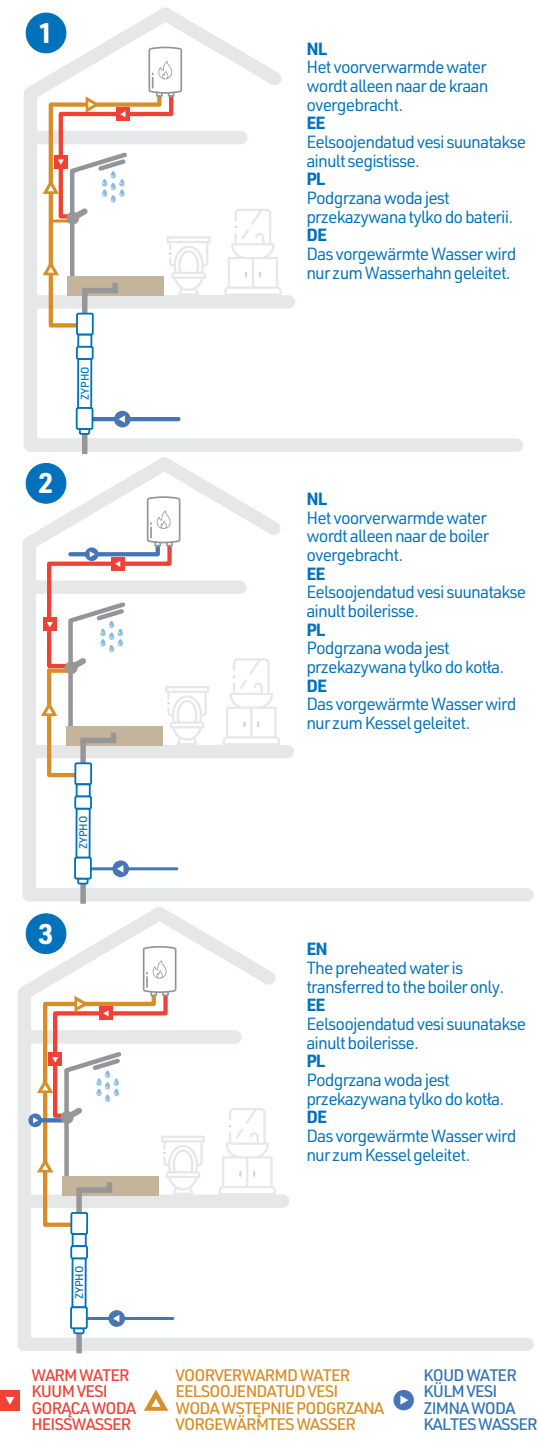 1
NL
Het voorverwarmde water
wordt alleen naar de kraan
overgebracht.
EE
Eelsoojendatud vesi suunatakse
ainult segistisse.
PL
Podgrzana woda jest
przekazywana tylko do baterii.
DE
Das vorgewärmte Wasser wird
nur zum Wasserhahn geleitet.
ZYPHO
2
NL
Het voorverwarmde water
wordt alleen naar de boiler
overgebracht.
EE
Eelsoojendatud vesi suunatakse
ainult boilerisse.
PL
Podgrzana woda jest
przekazywana tylko do kotła.
DE
Das vorgewärmte Wasser wird
nur zum Kessel geleitet.
ZYPHO
3
EN
The preheated water is
transferred to the boiler only.
EE
Eelsoojendatud vesi suunatakse
ainult boilerisse.
PL
Podgrzana woda jest
przekazywana tylko do kotła.
DE
Das vorgewärmte Wasser wird
nur zum Kessel geleitet.
ZYPHO
WARM WATER
KUUM VESI
GORĄCA WODA
HEISSWASSER
VOORVERWARMD WATER
EELSOOJENDATUD VESI
WODA WSTĘPNIE PODGRZANA
VORGEWÄRMTES WASSER
KOUD WATER
KÜLM VESI
ZIMNA WODA
KALTES WASSER